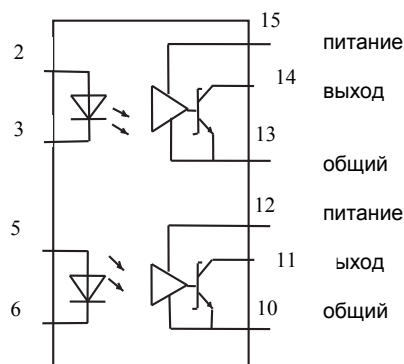 15
2
питание
14
выход
3
13
общий
12
питание
5
11
ыход
6
10
общий